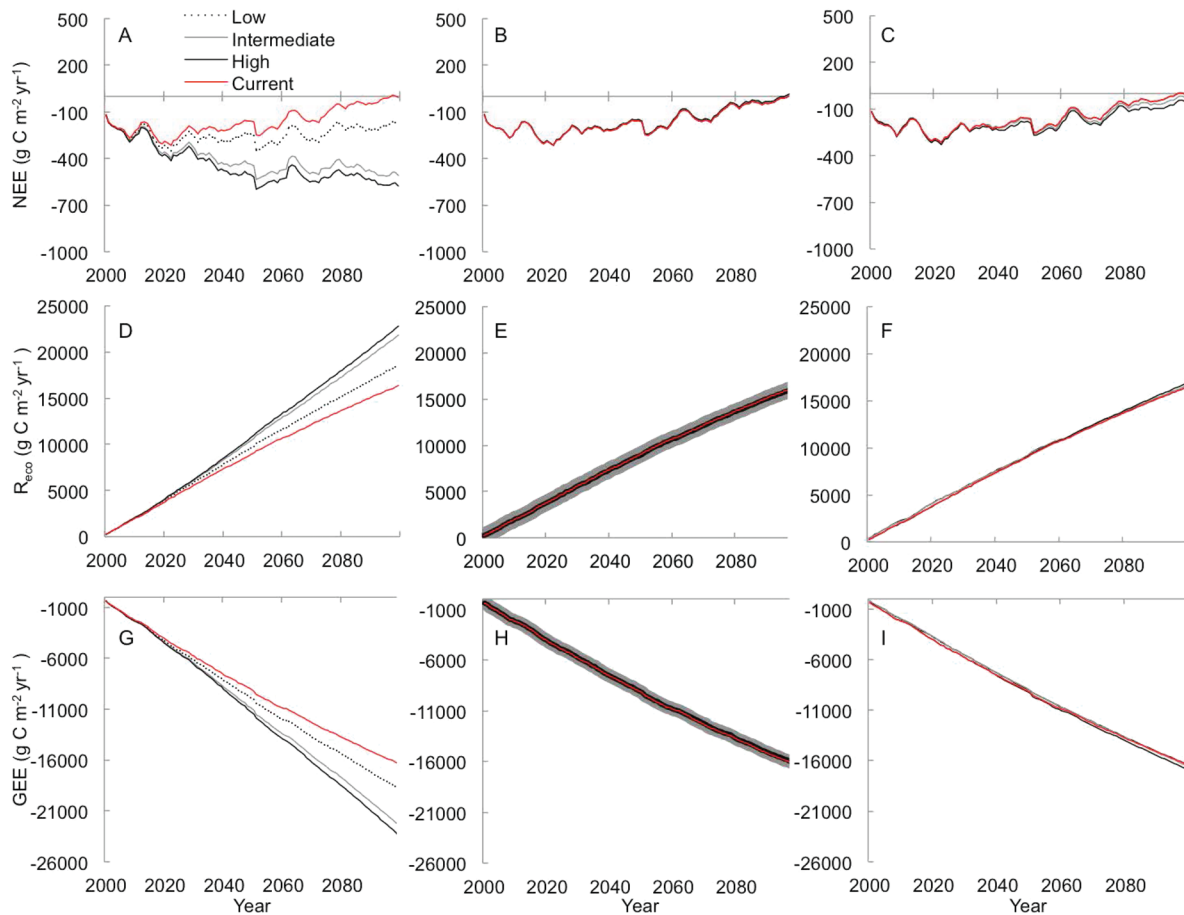 Low
Intermediate
High
Current
A
500
200
-100
-400
-700
-1000
NEE (g C m-2 yr-1)
2000 2020 2040 2060 2080
B
500
200
-100
-400
-700
-1000
2000 2020 2040 2060 2080
C
500
200
-100
-400
-700
-1000
2000 2020 2040 2060 2080
D
25000
20000
15000
10000
5000
0
Reco (g C m-2 yr-1)
2000 2020 2040 2060 2080
E
25000
20000
15000
10000
5000
0
2000 2020 2040 2060 2080
F
25000
20000
15000
10000
5000
0
2000 2020 2040 2060 2080
G
-1000
-6000
-11000
-16000
-21000
-26000
GEE (g C m-2 yr-1)
2000 2020 2040 2060 2080
Year
H
-1000
-6000
-11000
-16000
-21000
-26000
2000 2020 2040 2060 2080
Year
I
-1000
-6000
-11000
-16000
-21000
-26000
2000 2020 2040 2060 2080
Year